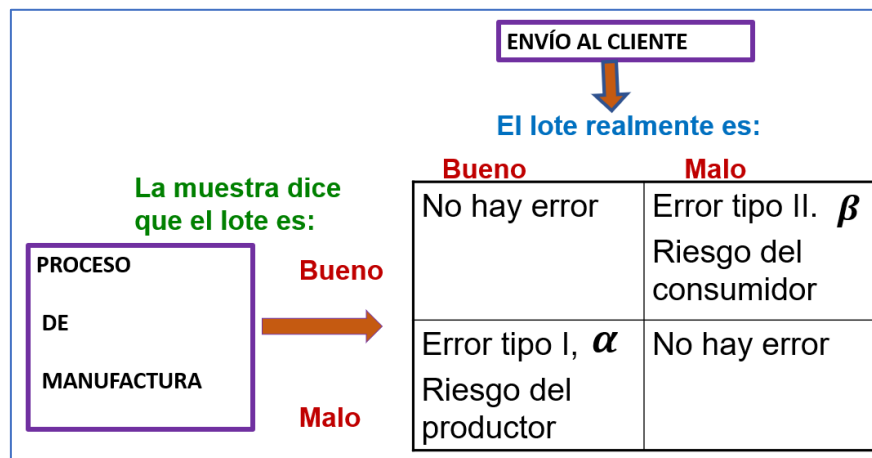 ENVÍO AL CLIENTE
El lote realmente es:
Bueno
Malo
La muestra dice
que el lote es:
PROCESO
DE
MANUFACTURA
Bueno
Malo
No hay error
Error tipo II. β
Riesgo del
consumidor
Error tipo I, α
Riesgo del
productor
No hay error